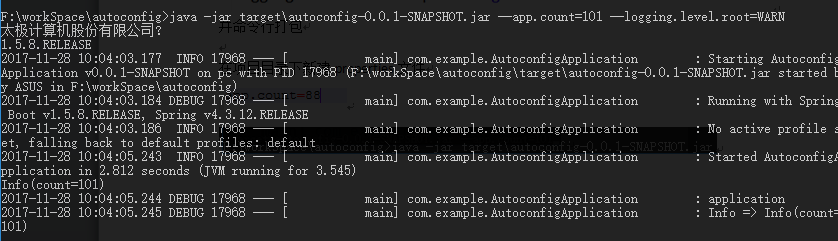 F:\workSpace\autoconfig>java -jar target\autoconfig-0.0.1-SNAPSHOT.jar --app.count=101 --logging.level.root=WARN
太极计算机股份有限公司?
1.5.8.RELEASE
2017-11-28 10:04:03.177  INFO 17968 --- [           main] com.example.AutoconfigApplication        : Starting Autoconfig
Application v0.0.1-SNAPSHOT on pc with PID 17968 (F:\workSpace\autoconfig\target\autoconfig-0.0.1-SNAPSHOT.jar started b
y ASUS in F:\workSpace\autoconfig)
2017-11-28 10:04:03.184 DEBUG 17968 --- [           main] com.example.AutoconfigApplication        : Running with Spring
 Boot v1.5.8.RELEASE, Spring v4.3.12.RELEASE
2017-11-28 10:04:03.186  INFO 17968 --- [           main] com.example.AutoconfigApplication        : No active profile s
et, falling back to default profiles: default
2017-11-28 10:04:05.243  INFO 17968 --- [           main] com.example.AutoconfigApplication        : Started AutoconfigA
pplication in 2.812 seconds (JVM running for 3.545)
Info(count=101)
2017-11-28 10:04:05.244 DEBUG 17968 --- [           main] com.example.AutoconfigApplication        : application
2017-11-28 10:04:05.245 DEBUG 17968 --- [           main] com.example.AutoconfigApplication        : Info => Info(count=
101)